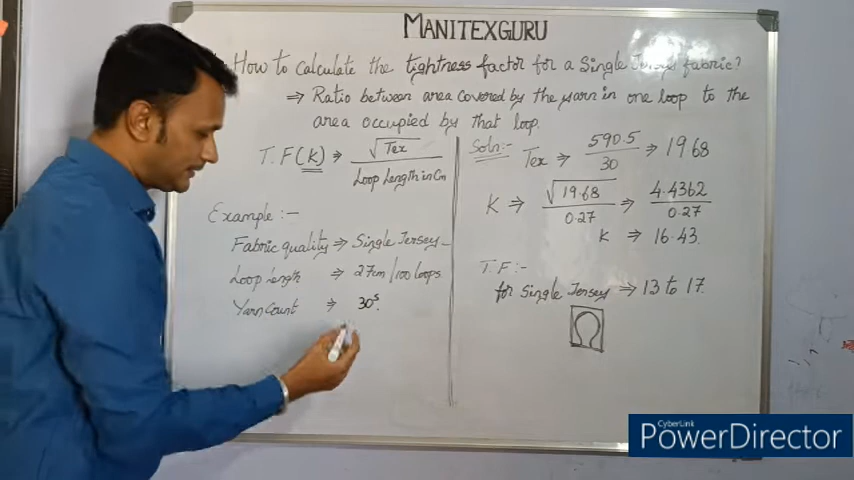 MANITEXGURU
How to Calculate the tightness factor for a Single Jersey fabric?
⇒ Ratio between area covered by the yarn in one loop to the
area occupied by that loop.
T.F(K) ⇒ √Tex / Loop Length in Cm
Example :-
Fabric quality ⇒ Single Jersey
Loop Length ⇒ 27cm/100 loops
Yarn Count ⇒ 30s.
Soln:-
Tex ⇒ 590.5 / 30 ⇒ 19.68
K ⇒ √19.68 / 0.27 ⇒ 4.4362 / 0.27
K ⇒ 16.43.
T.F :-
for Single Jersey ⇒ 13 to 17.
CyberLink
PowerDirector